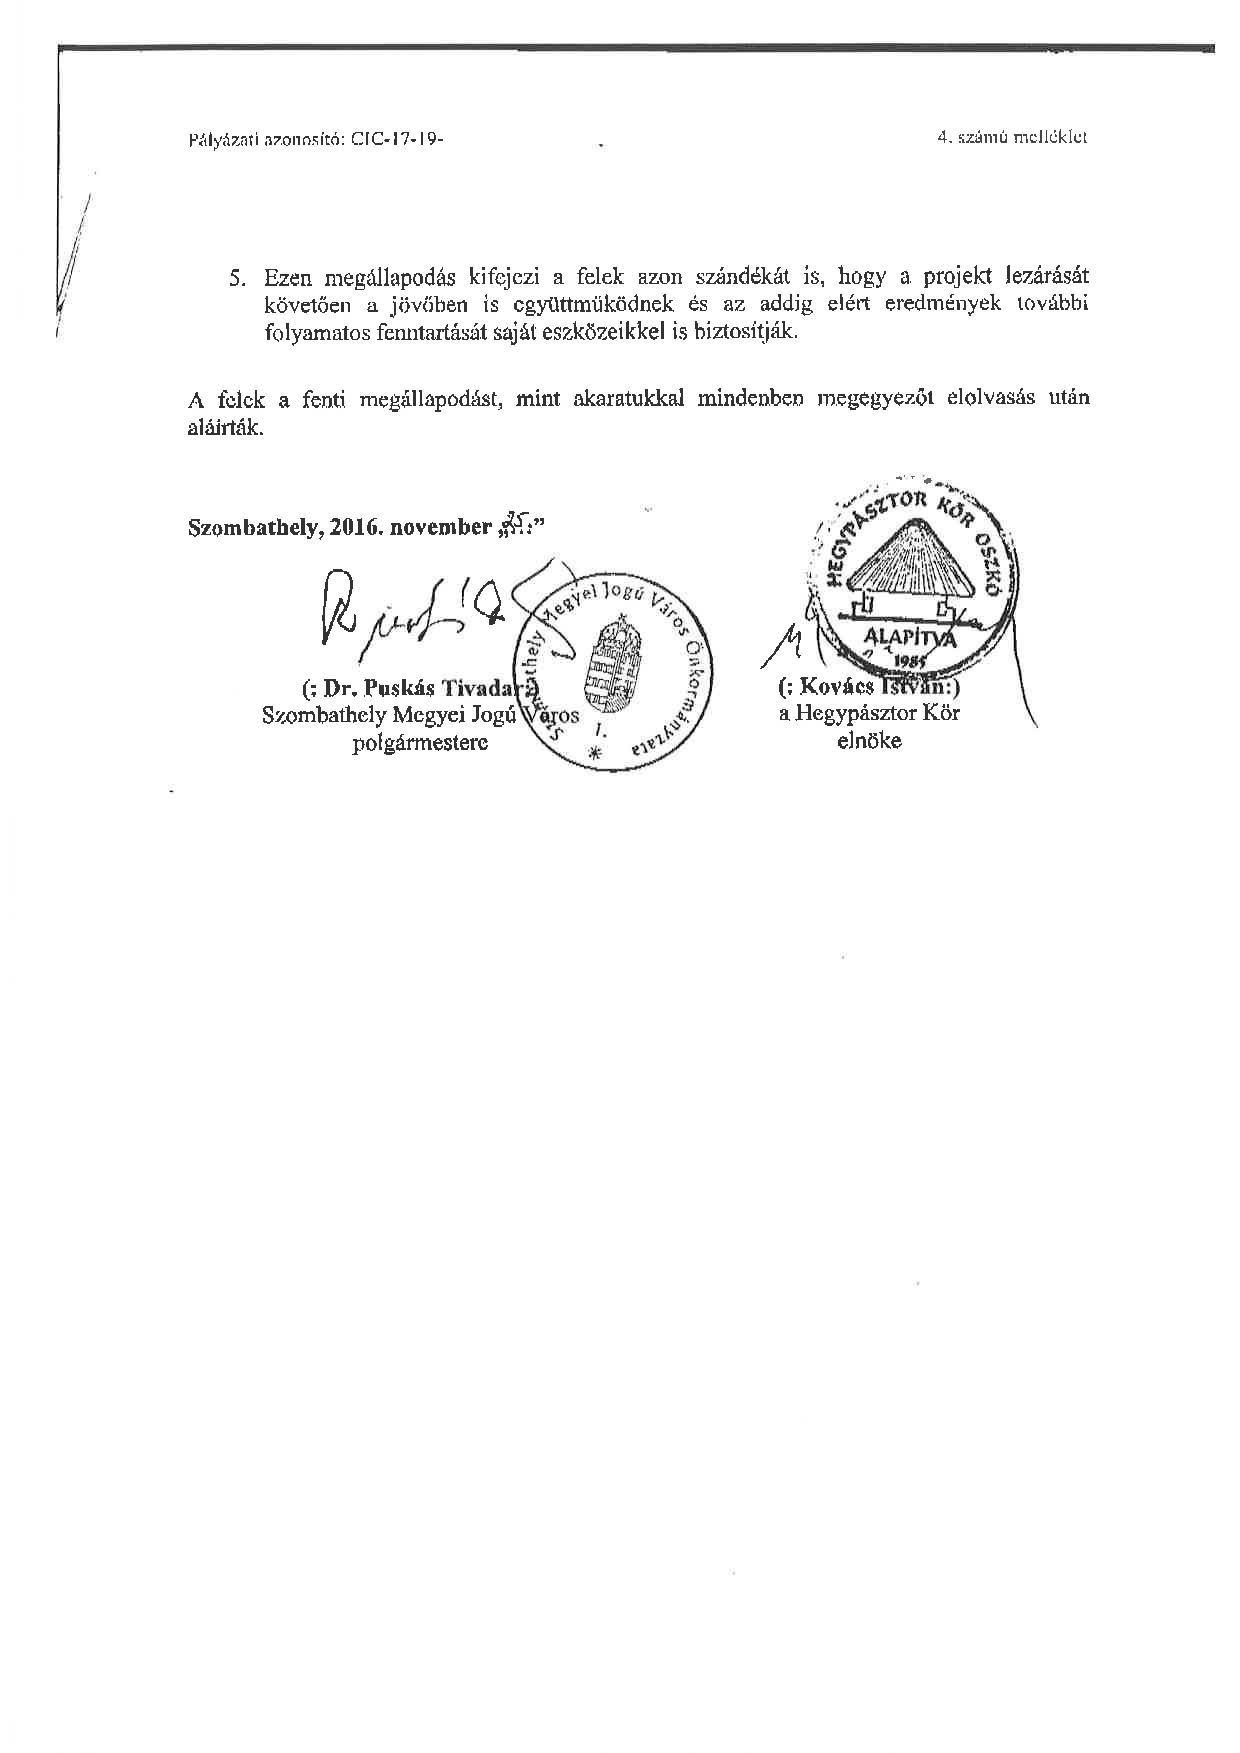 Pályázati azonosító: CIC-17-19-
4. számú melléklet
5. Ezen megállapodás kifejezi a felek azon szándékát is, hogy a projekt lezárását
követően a jövőben is együttműködnek és az addig elért eredmények további
folyamatos fenntartását saját eszközeikkel is biztosítják.
A felek a fenti megállapodást, mint akaratukkal mindenben megegyezőt elolvasás után
aláírták.
Szombathely, 2016. november „25.”
HEGYPÁSZTOR KÖR OSZKÓ
ALAPÍTVA
1985
Szombathely Megyei Jogú Város Önkormányzata
1.
*
(: Dr. Puskás Tivadar:)
Szombathely Megyei Jogú Város
polgármestere
(: Kovács István:)
a Hegypásztor Kör
elnöke